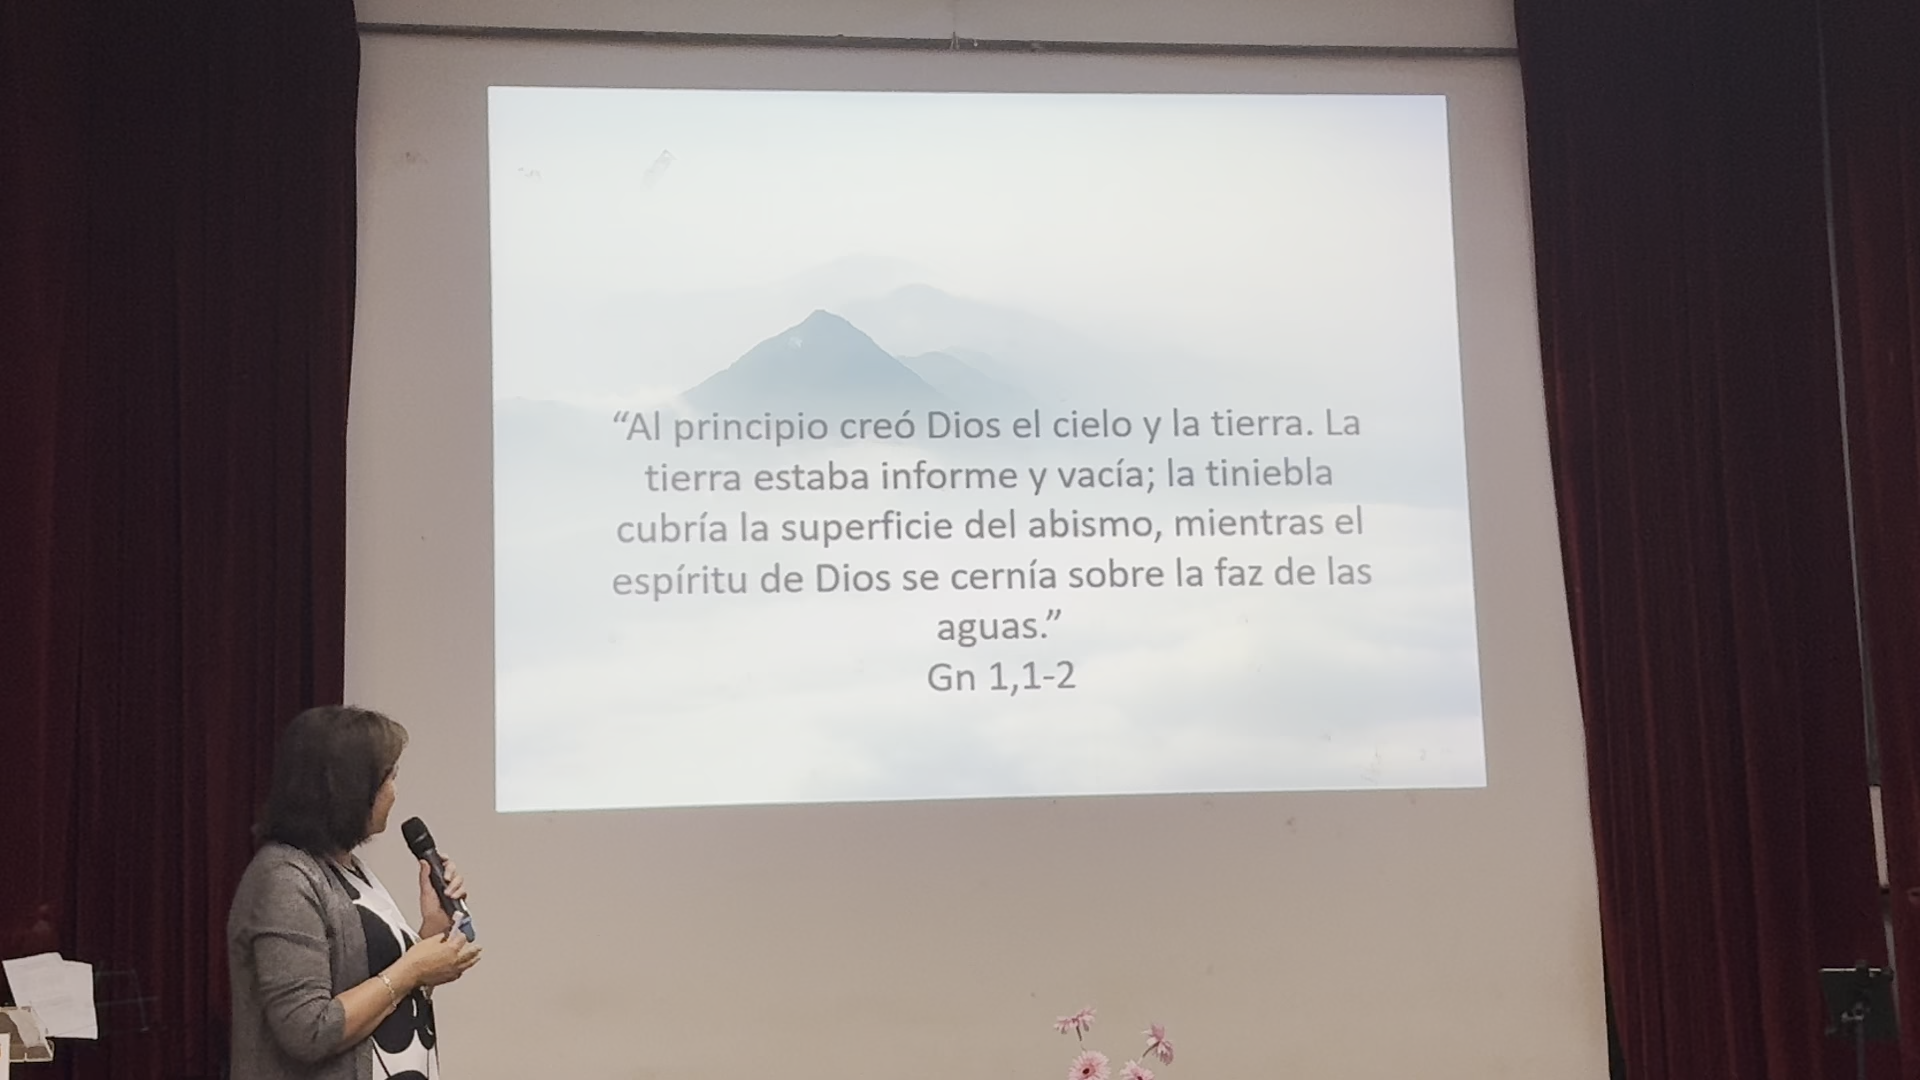 “Al principio creó Dios el cielo y la tierra. La
tierra estaba informe y vacía; la tiniebla
cubría la superficie del abismo, mientras el
espíritu de Dios se cernía sobre la faz de las
aguas.”
Gn 1,1-2